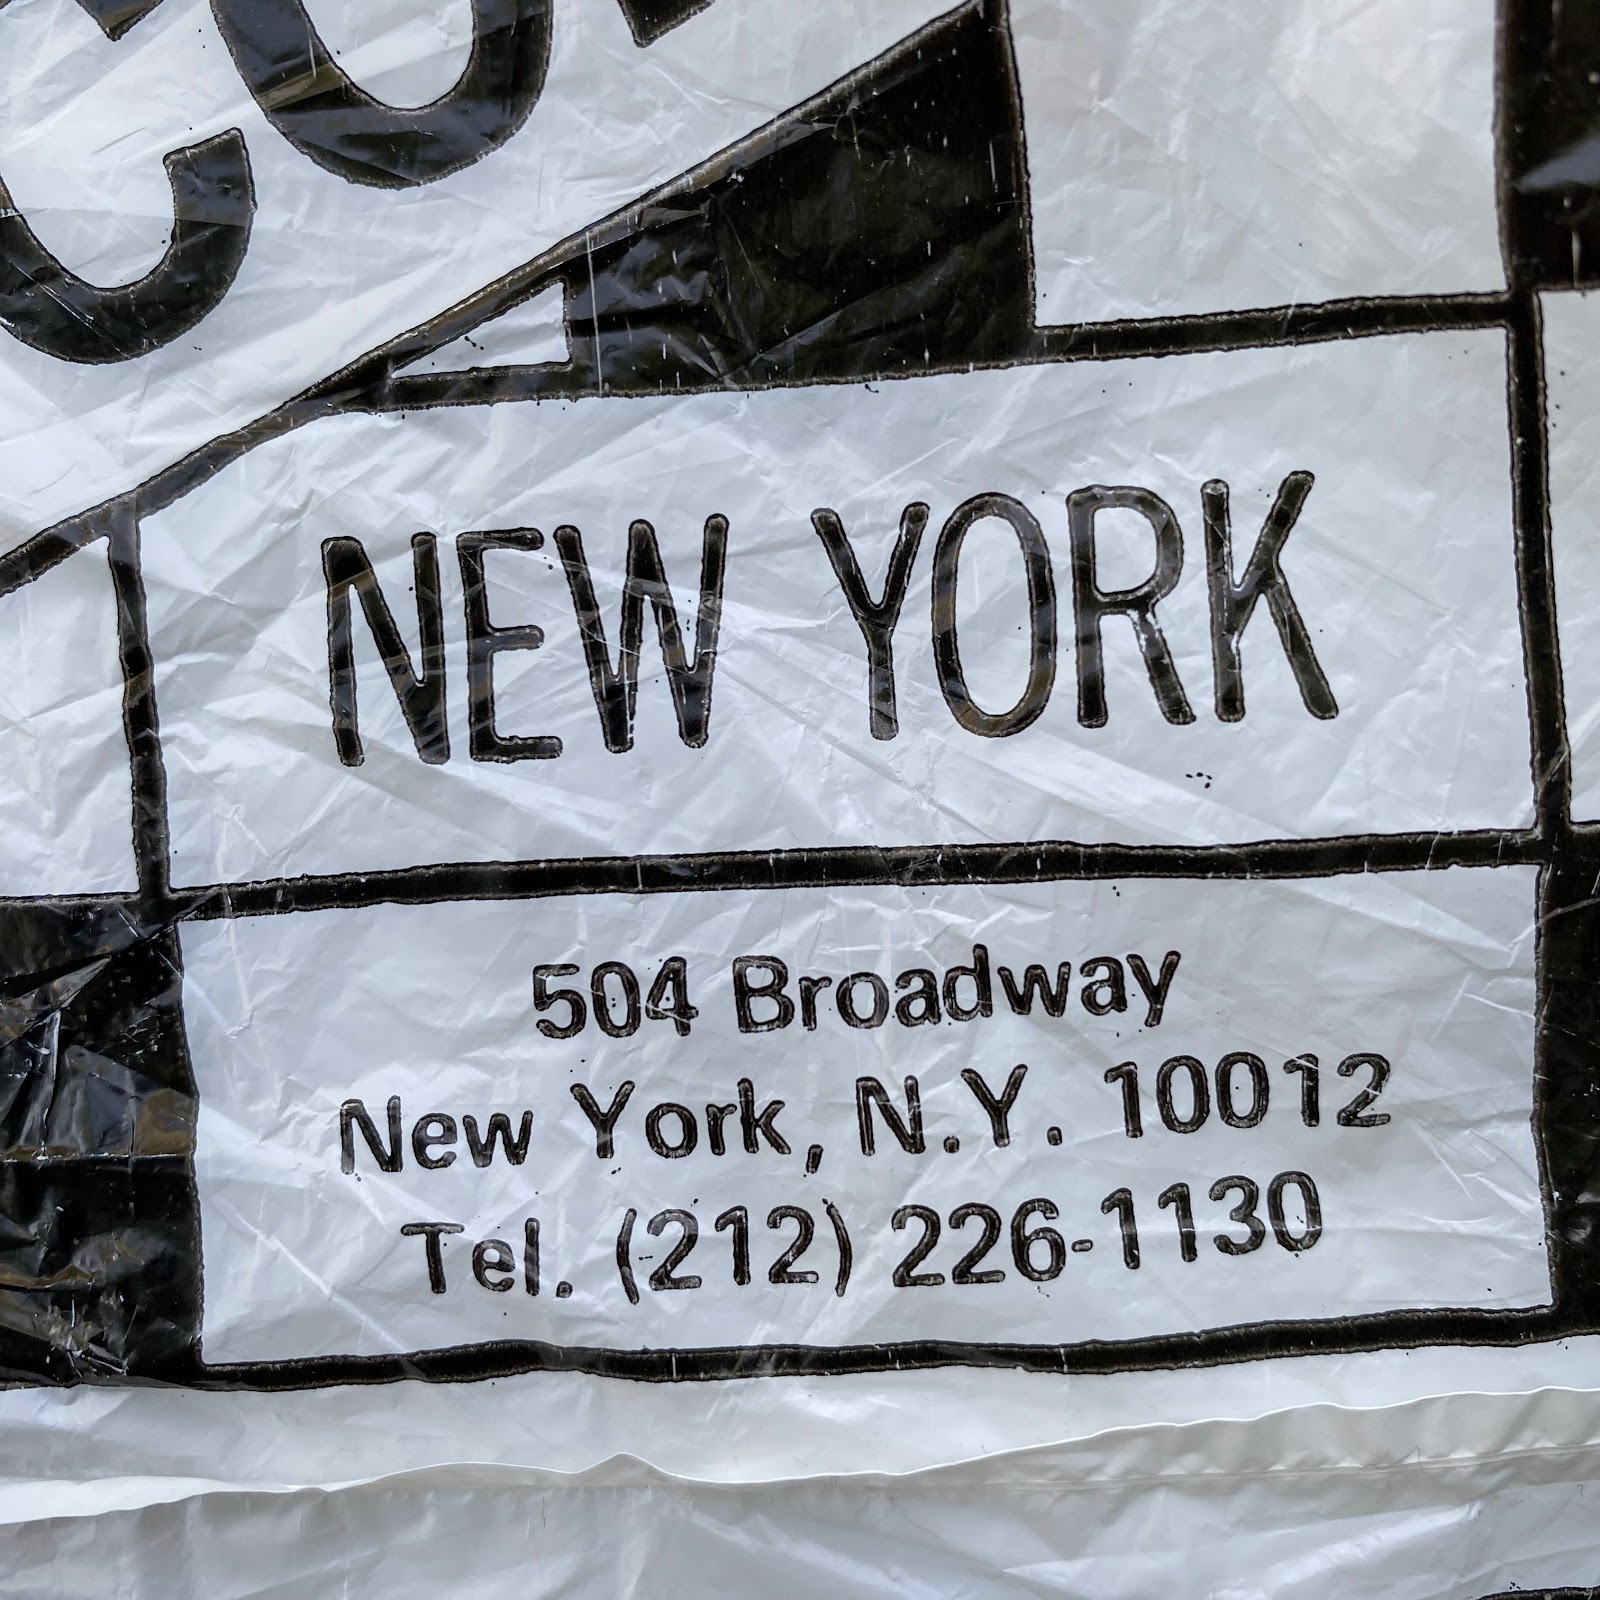 NEW YORK
504 Broadway
New York, N.Y. 10012
Tel. (212) 226-1130